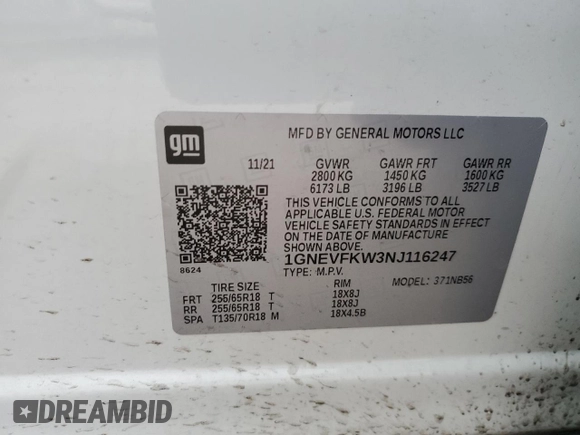 gm
MFD BY GENERAL MOTORS LLC
11/21 GVWR GAWR FRT GAWR RR
2800 KG 1450 KG 1600 KG
6173 LB 3196 LB 3527 LB
THIS VEHICLE CONFORMS TO ALL
APPLICABLE U.S. FEDERAL MOTOR
VEHICLE SAFETY STANDARDS IN EFFECT
ON THE DATE OF MANUFACTURE
SHOWN ABOVE.
1GNEVFKW3NJ116247
8624
TYPE: M.P.V. MODEL: 371NB56
TIRE SIZE RIM
FRT 255/65R18 T 18X8J
RR 255/65R18 T 18X8J
SPA T135/70R18 M 18X4.5B
DREAMBID